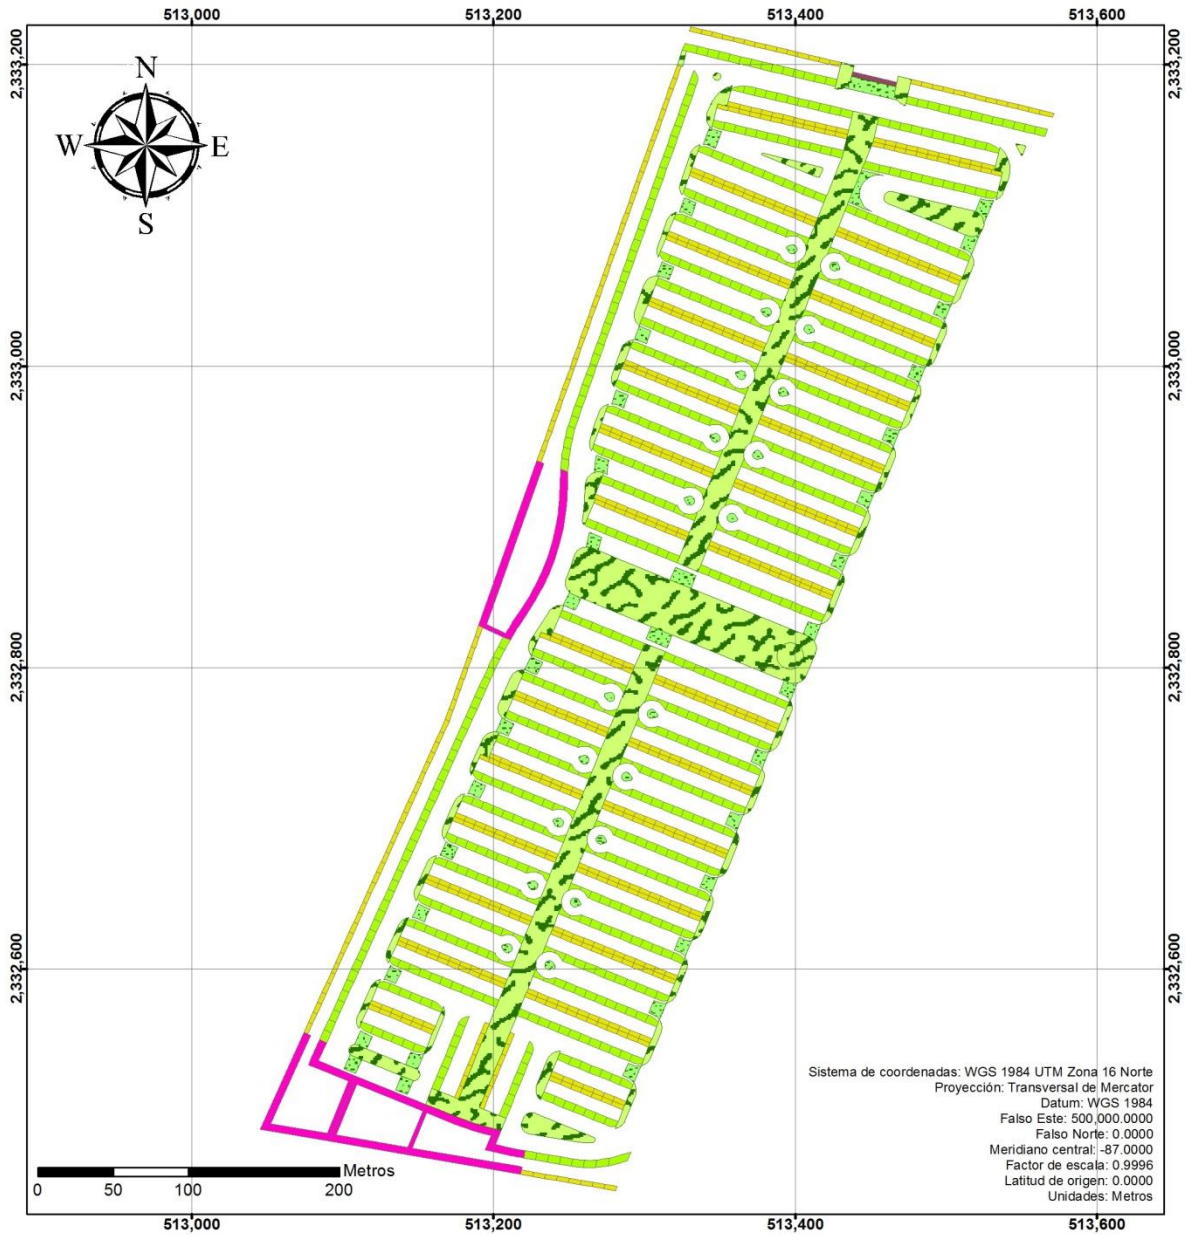 513,000 513,200 513,400 513,600
2,333,200 2,333,200
N
W E
S
2,333,000 2,333,000
2,332,800 2,332,800
2,332,600 2,332,600
Sistema de coordenadas: WGS 1984 UTM Zona 16 Norte
Proyección: Transversal de Mercator
Datum: WGS 1984
Falso Este: 500,000.0000
Falso Norte: 0.0000
Meridiano central: -87.0000
Factor de escala: 0.9996
Latitud de origen: 0.0000
Unidades: Metros
Metros
0 50 100 200
513,000 513,200 513,400 513,600